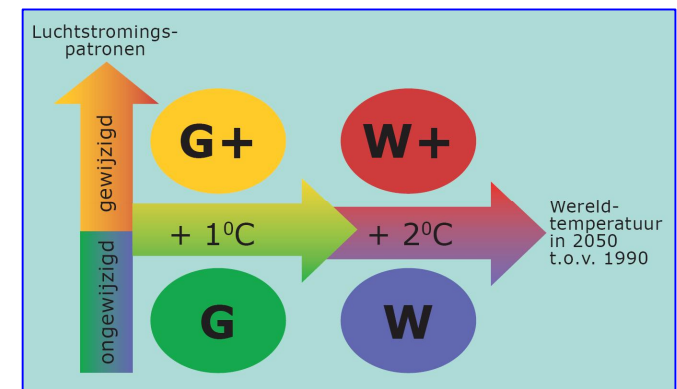 Luchtstromings-
patronen
gewijzigd
ongewijzigd
G+
W+
+ 1⁰C
+ 2⁰C
G
W
Wereld-
temperatuur
in 2050
t.o.v. 1990